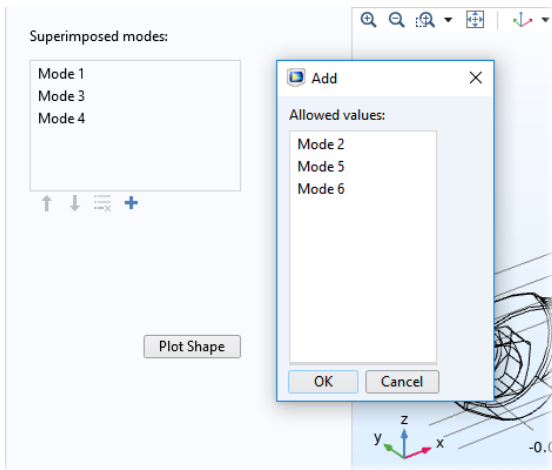 Superimposed modes:
Mode 1
Mode 3
Mode 4
Plot Shape
Add
Allowed values:
Mode 2
Mode 5
Mode 6
OK
Cancel
z
y
x